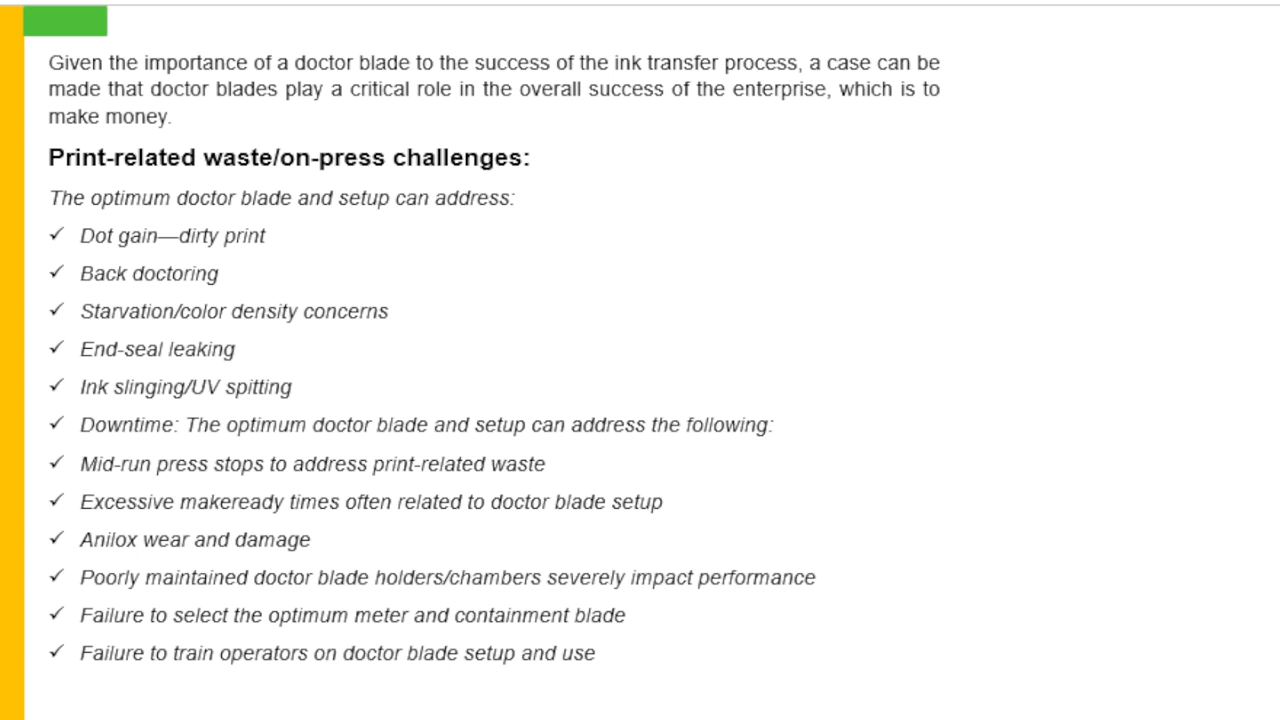 Given the importance of a doctor blade to the success of the ink transfer process, a case can be
made that doctor blades play a critical role in the overall success of the enterprise, which is to
make money.
Print-related waste/on-press challenges:
The optimum doctor blade and setup can address:
✓ Dot gain—dirty print
✓ Back doctoring
✓ Starvation/color density concerns
✓ End-seal leaking
✓ Ink slinging/UV spitting
✓ Downtime: The optimum doctor blade and setup can address the following:
✓ Mid-run press stops to address print-related waste
✓ Excessive makeready times often related to doctor blade setup
✓ Anilox wear and damage
✓ Poorly maintained doctor blade holders/chambers severely impact performance
✓ Failure to select the optimum meter and containment blade
✓ Failure to train operators on doctor blade setup and use